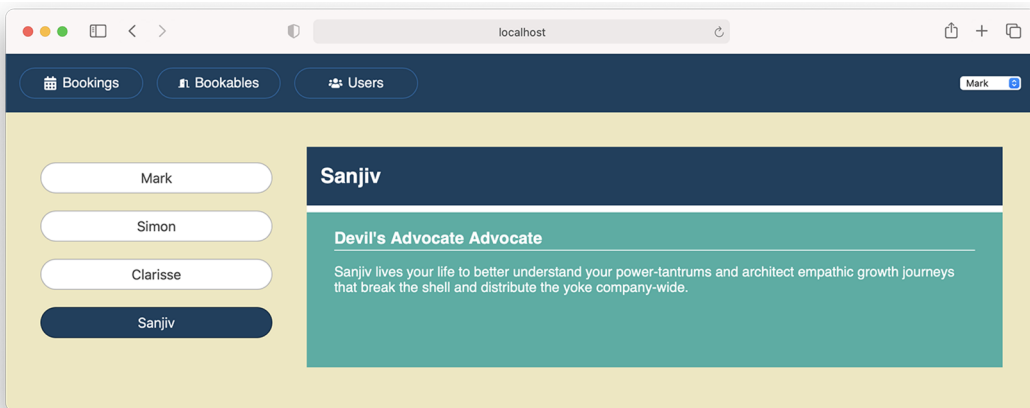 localhost
Bookings
Bookables
Users
Mark
Mark
Simon
Clarisse
Sanjiv
Sanjiv
Devil's Advocate Advocate
Sanjiv lives your life to better understand your power-tantrums and architect empathic growth journeys
that break the shell and distribute the yoke company-wide.